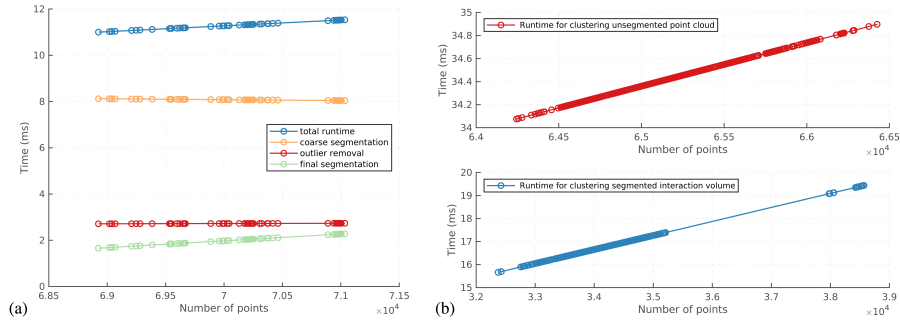 12
10
8
6
4
2
0
Time (ms)
total runtime
coarse segmentation
outlier removal
final segmentation
6.85 6.9 6.95 7 7.05 7.1 7.15
Number of points
×10⁴
(a)
35
34.8
34.6
34.4
34.2
34
Time (ms)
Runtime for clustering unsegmented point cloud
6.4 6.45 6.5 6.55 6.6 6.65
Number of points
×10⁴
20
19
18
17
16
15
Time (ms)
Runtime for clustering segmented interaction volume
3.2 3.3 3.4 3.5 3.6 3.7 3.8 3.9
Number of points
×10⁴
(b)